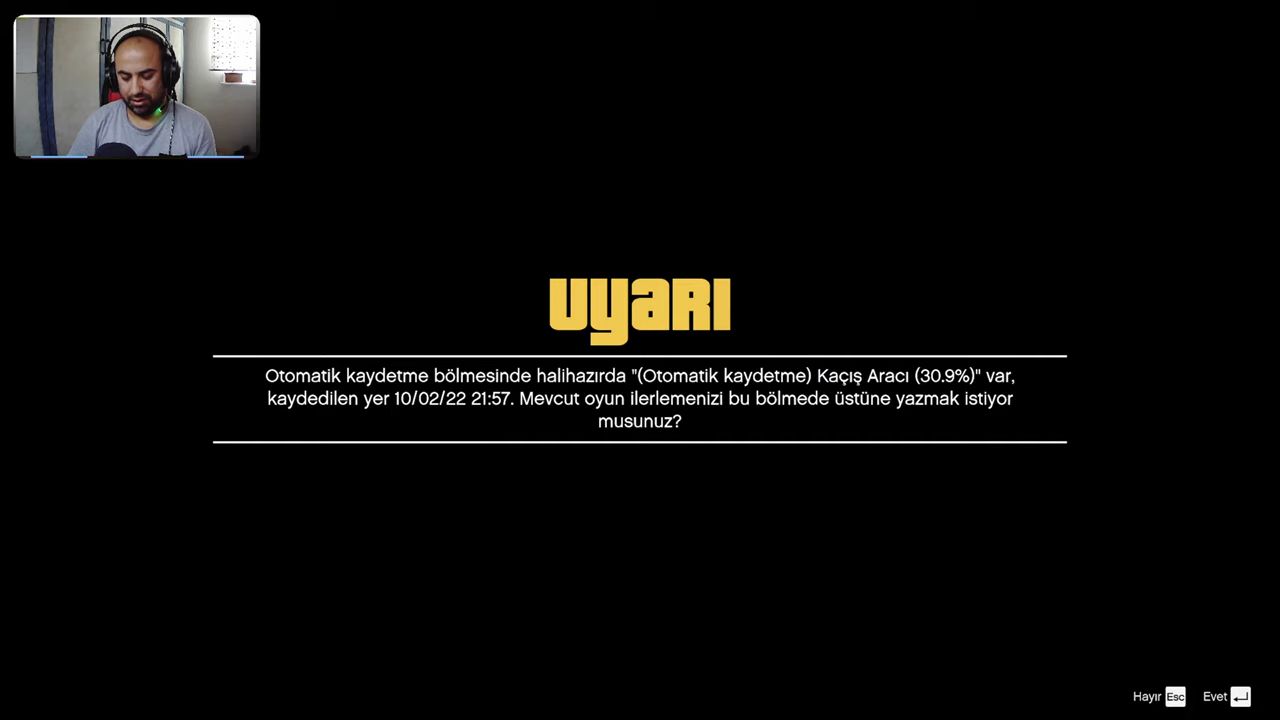 uyarı
Otomatik kaydetme bölmesinde halihazırda "(Otomatik kaydetme) Kaçış Aracı (30.9%)" var,
kaydedilen yer 10/02/22 21:57. Mevcut oyun ilerlemenizi bu bölmede üstüne yazmak istiyor
musunuz?
Hayır Esc Evet